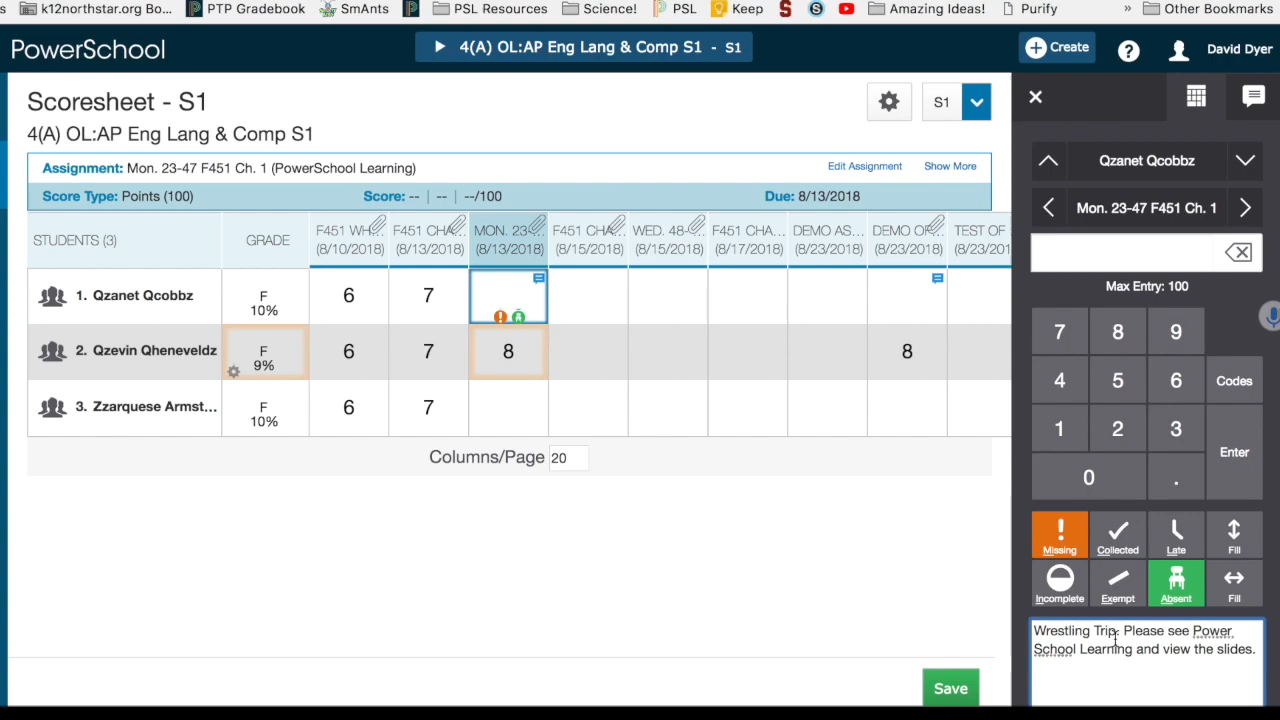 s k12northstar.org Bo... PTP Gradebook SmAnts PSL Resources Science! PSL Keep Amazing Ideas! Purify » Other Bookmarks
PowerSchool 4(A) OL:AP Eng Lang & Comp S1 - S1 Create ? David Dyer
Scoresheet - S1 S1
4(A) OL:AP Eng Lang & Comp S1
Assignment: Mon. 23-47 F451 Ch. 1 (PowerSchool Learning) Edit Assignment Show More
Score Type: Points (100) Score: -- | -- | --/100 Due: 8/13/2018
STUDENTS (3) GRADE
F451 WH... F451 CHA... MON. 23-... F451 CHA... WED. 48-... F451 CHA... DEMO AS... DEMO OF... TEST OF
(8/10/2018) (8/13/2018) (8/13/2018) (8/15/2018) (8/15/2018) (8/17/2018) (8/23/2018) (8/23/2018) (8/23/201
1. Qzanet Qcobbz F 10% 6 7
2. Qzevin Qheneveldz F 9% 6 7 8 8
3. Zzarquese Armst... F 10% 6 7
Columns/Page 20
Save
Qzanet Qcobbz
Mon. 23-47 F451 Ch. 1
Max Entry: 100
7 8 9
4 5 6 Codes
1 2 3
Enter
0 .
Missing Collected Late Fill
Incomplete Exempt Absent Fill
Wrestling Trip. Please see Power
School Learning and view the slides.